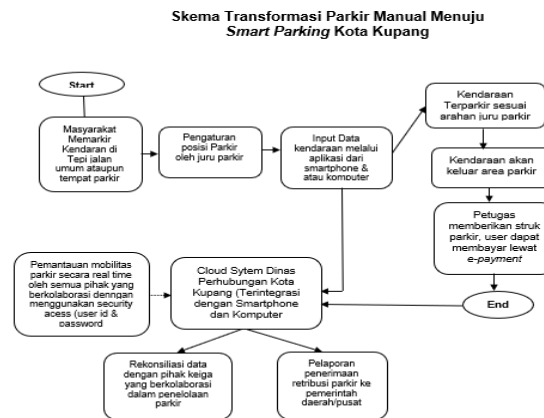 Skema Transformasi Parkir Manual Menuju
Smart Parking Kota Kupang
Start
Masyarakat
Memarkir
Kendaran di
Tepi jalan
umum ataupun
tempat parkir
Pengaturan
posisi Parkir
oleh juru parkir
Input Data
kendaraan melalui
aplikasi dari
smartphone &
atau komputer
Kendaraan
Terparkir sesuai
arahan juru parkir
Kendaraan akan
keluar area parkir
Petugas
memberikan struk
parkir, user dapat
membayar lewat
e-payment
End
Cloud Sytem Dinas
Perhubungan Kota
Kupang (Terintegrasi
dengan Smartphone
dan Komputer
Pemantauan mobilitas
parkir secara real time
oleh semua pihak yang
berkolaborasi denngan
menggunakan security
acess (user id &
password
Rekonsiliasi data
dengan pihak keiga
yang berkolaborasi
dalam penelolaan
parkir
Pelaporan
penerimaan
retribusi parkir ke
pemerintah
daerah/pusat